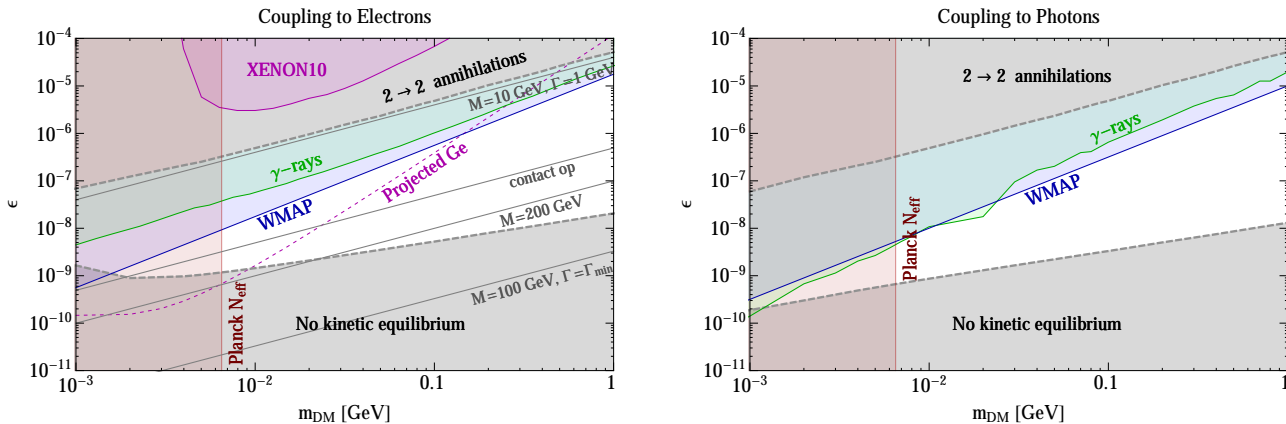 Coupling to Electrons
10⁻⁴
10⁻⁵
10⁻⁶
10⁻⁷
10⁻⁸
10⁻⁹
10⁻¹⁰
10⁻¹¹
ϵ
XENON10
2 → 2 annihilations
M=10 GeV, Γ=1 GeV
γ−rays
Projected Ge
WMAP
contact op
M=200 GeV
M=100 GeV, Γ=Γmin
Planck Neff
No kinetic equilibrium
10⁻³
10⁻²
0.1
1
mDM [GeV]
Coupling to Photons
10⁻⁴
10⁻⁵
10⁻⁶
10⁻⁷
10⁻⁸
10⁻⁹
10⁻¹⁰
10⁻¹¹
ϵ
2 → 2 annihilations
γ−rays
WMAP
Planck Neff
No kinetic equilibrium
10⁻³
10⁻²
0.1
1
mDM [GeV]